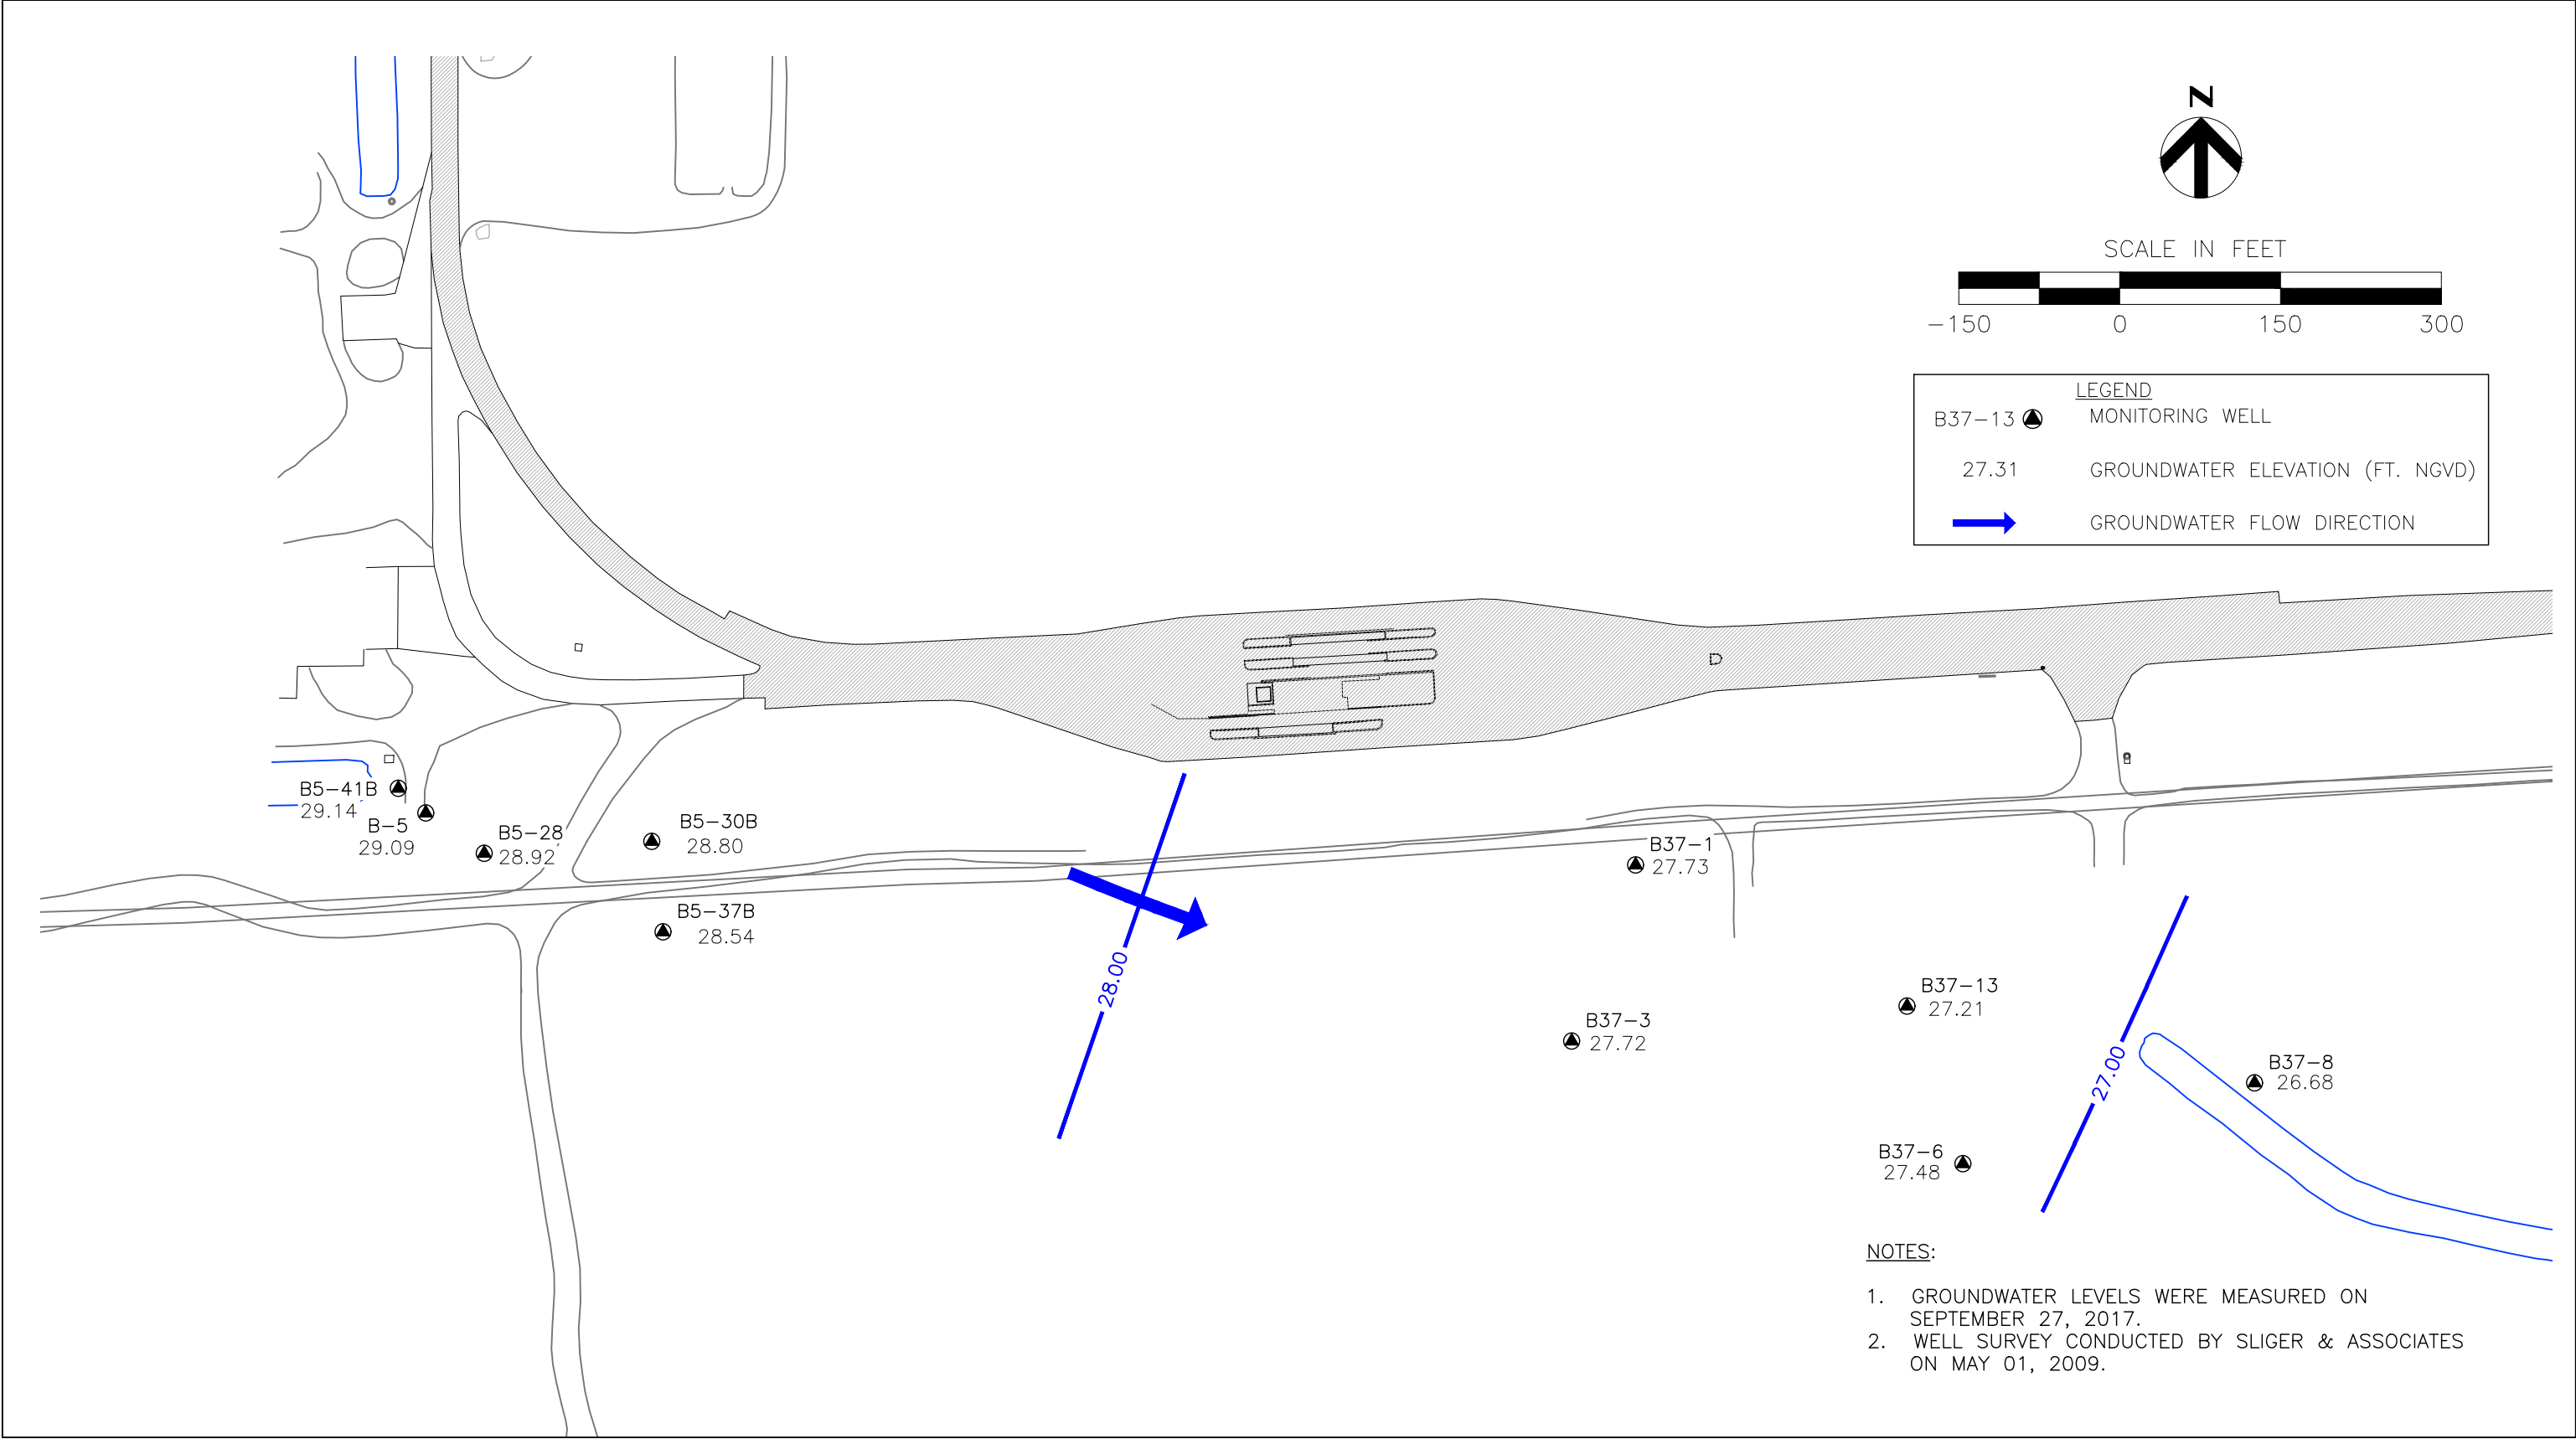 N
SCALE IN FEET
-150 0 150 300
LEGEND
B37-13 MONITORING WELL
27.31 GROUNDWATER ELEVATION (FT. NGVD)
GROUNDWATER FLOW DIRECTION
B5-41B
29.14
B-5
29.09
B5-28
28.92
B5-30B
28.80
B5-37B
28.54
28.00
B37-1
27.73
B37-3
27.72
B37-13
27.21
27.00
B37-8
26.68
B37-6
27.48
NOTES:
1. GROUNDWATER LEVELS WERE MEASURED ON
SEPTEMBER 27, 2017.
2. WELL SURVEY CONDUCTED BY SLIGER & ASSOCIATES
ON MAY 01, 2009.